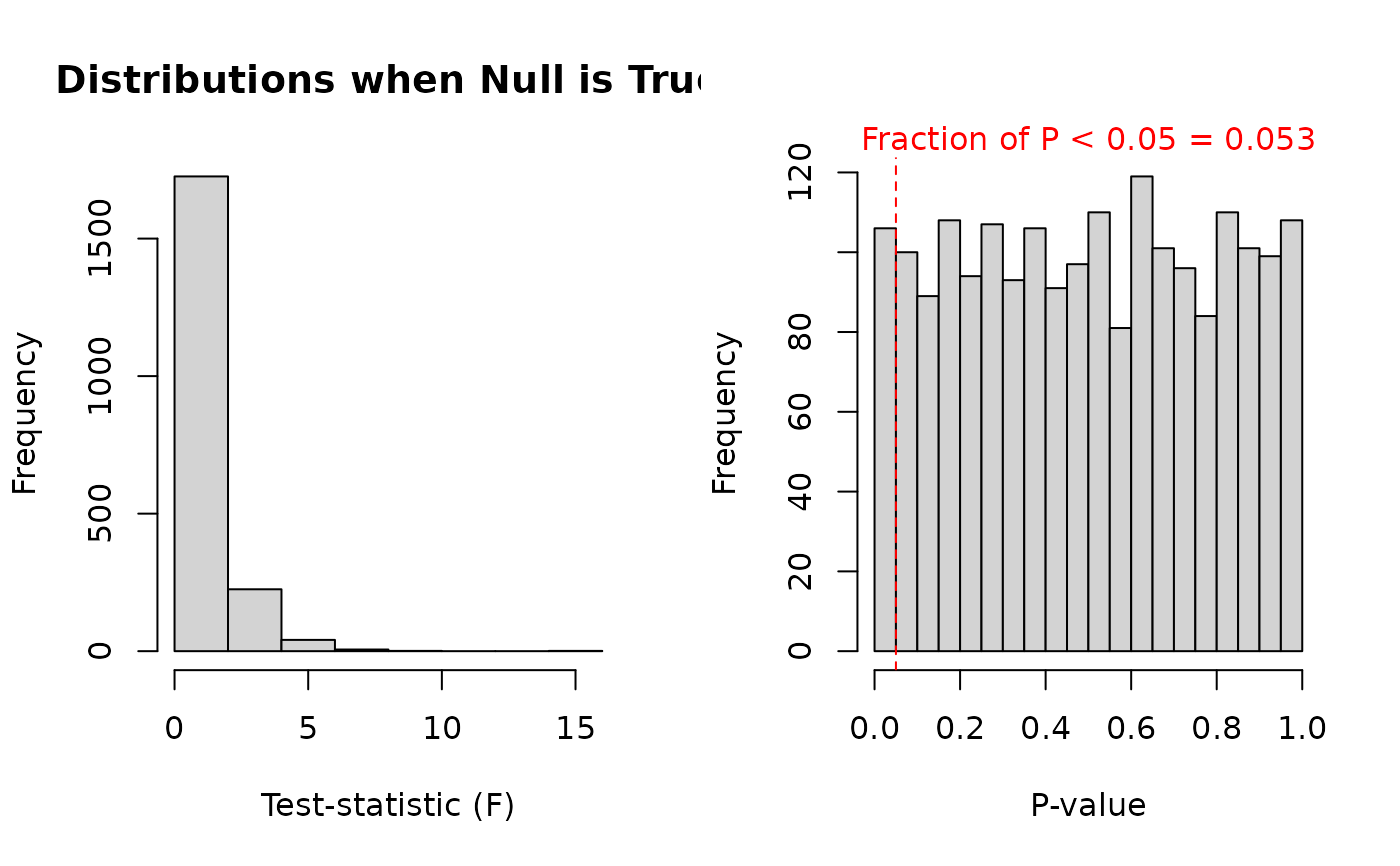 Distributions when Null is Tru
Frequency
0
500
1000
1500
0 5 10 15
Test-statistic (F)
Fraction of P < 0.05 = 0.053
Frequency
0
20
40
60
80
120
0.0 0.2 0.4 0.6 0.8 1.0
P-value